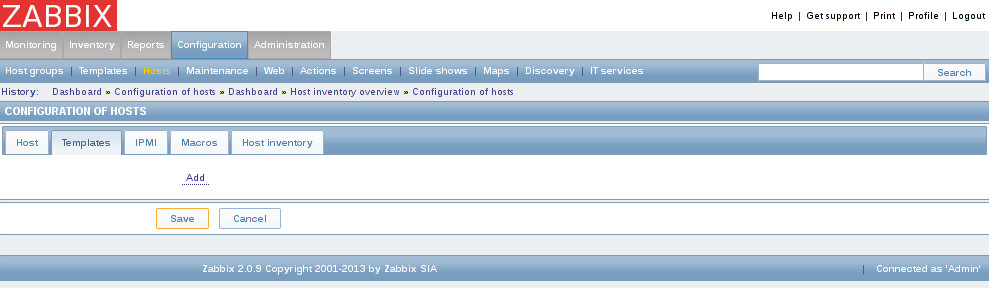 ZABBIX
Help | Get support | Print | Profile | Logout
Monitoring Inventory Reports Configuration Administration
Host groups | Templates | Hosts | Maintenance | Web | Actions | Screens | Slide shows | Maps | Discovery | IT services Search
History: Dashboard » Configuration of hosts » Dashboard » Host inventory overview » Configuration of hosts
CONFIGURATION OF HOSTS
Host Templates IPMI Macros Host inventory
Add
Save Cancel
Zabbix 2.0.9 Copyright 2001-2013 by Zabbix SIA | Connected as 'Admin'